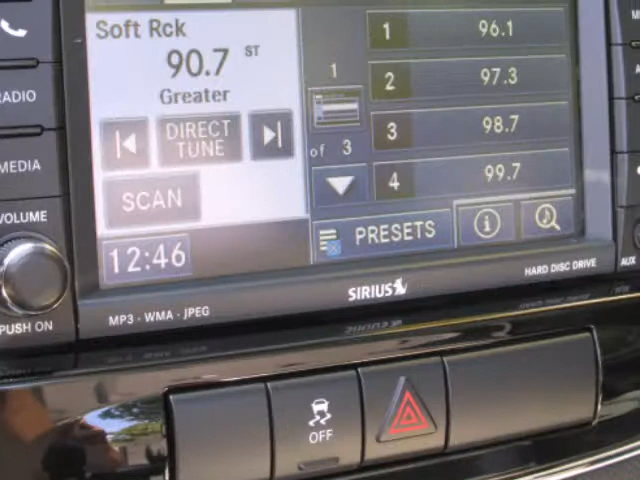 Soft Rck
90.7 ST
Greater
DIRECT
TUNE
SCAN
12:46
1
of 3
1 96.1
2 97.3
3 98.7
4 99.7
PRESETS
RADIO
MEDIA
VOLUME
PUSH ON
MP3 · WMA · JPEG
SIRIUS
HARD DISC DRIVE
AUX
OFF